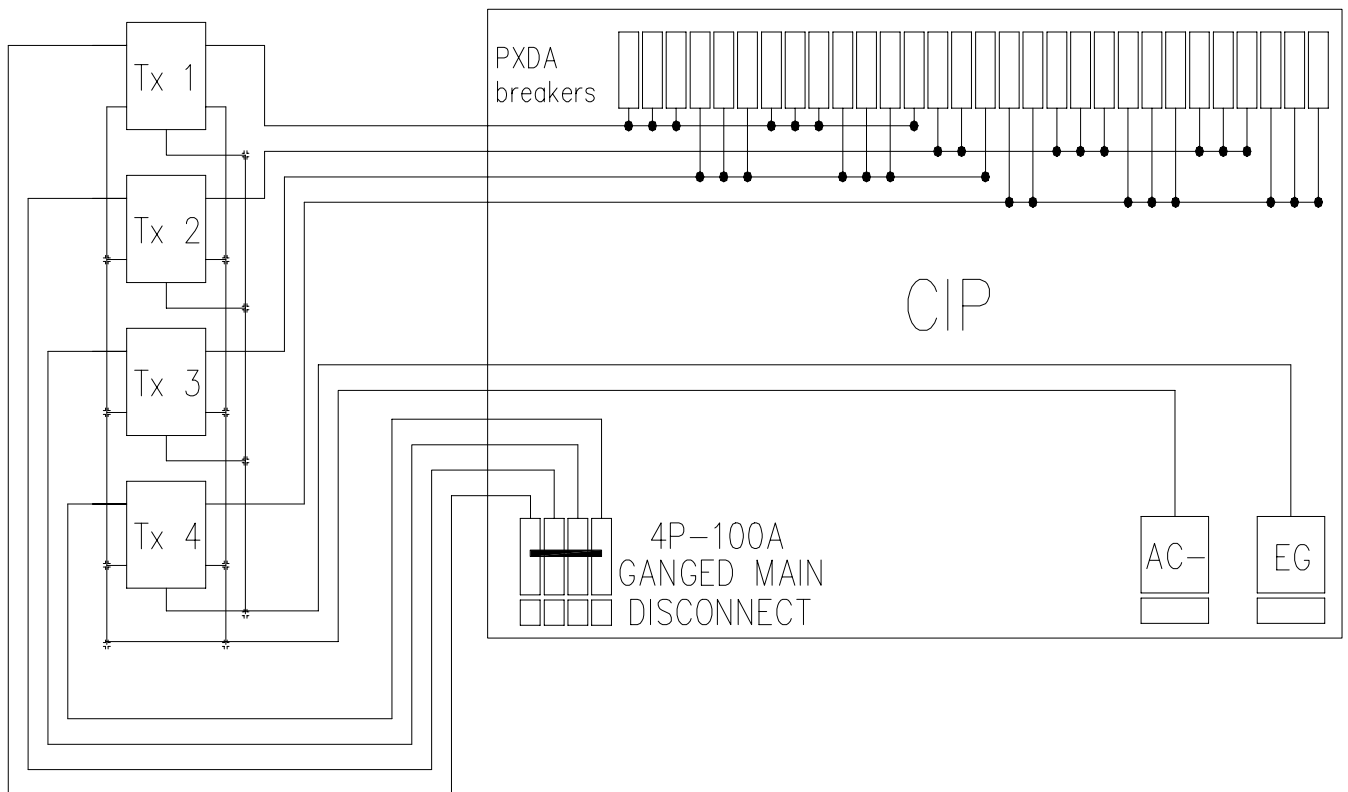 Tx 1
Tx 2
Tx 3
Tx 4
PXDA
breakers
CIP
4P-100A
GANGED MAIN
DISCONNECT
AC-
EG